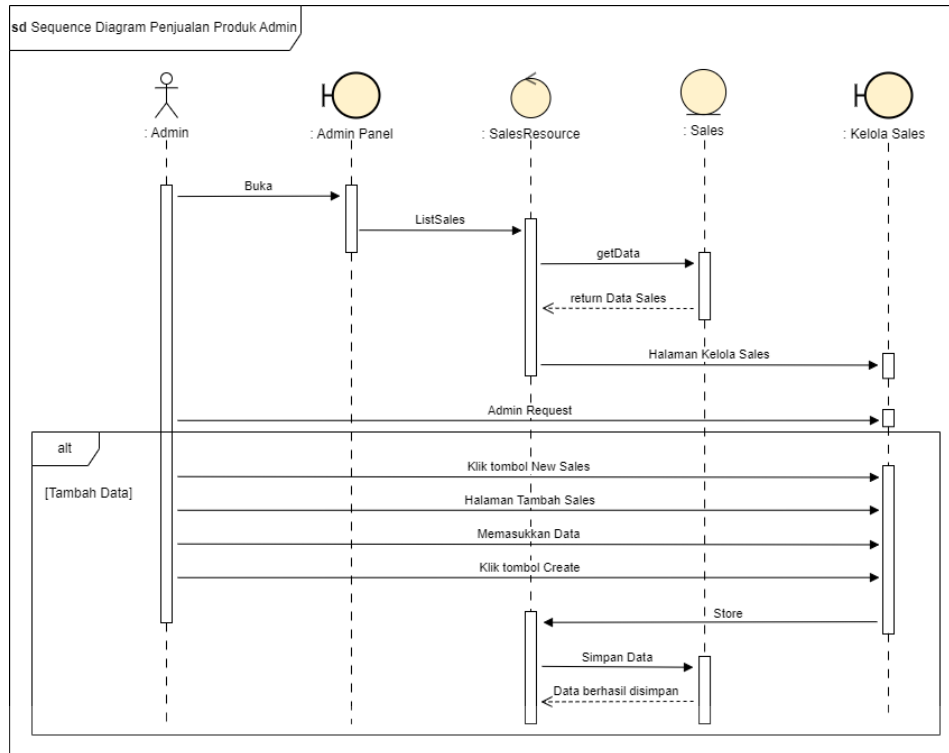 sd Sequence Diagram Penjualan Produk Admin
: Admin
: Admin Panel
: SalesResource
: Sales
: Kelola Sales
Buka
ListSales
getData
return Data Sales
Halaman Kelola Sales
Admin Request
alt
Klik tombol New Sales
[Tambah Data]
Halaman Tambah Sales
Memasukkan Data
Klik tombol Create
Store
Simpan Data
Data berhasil disimpan